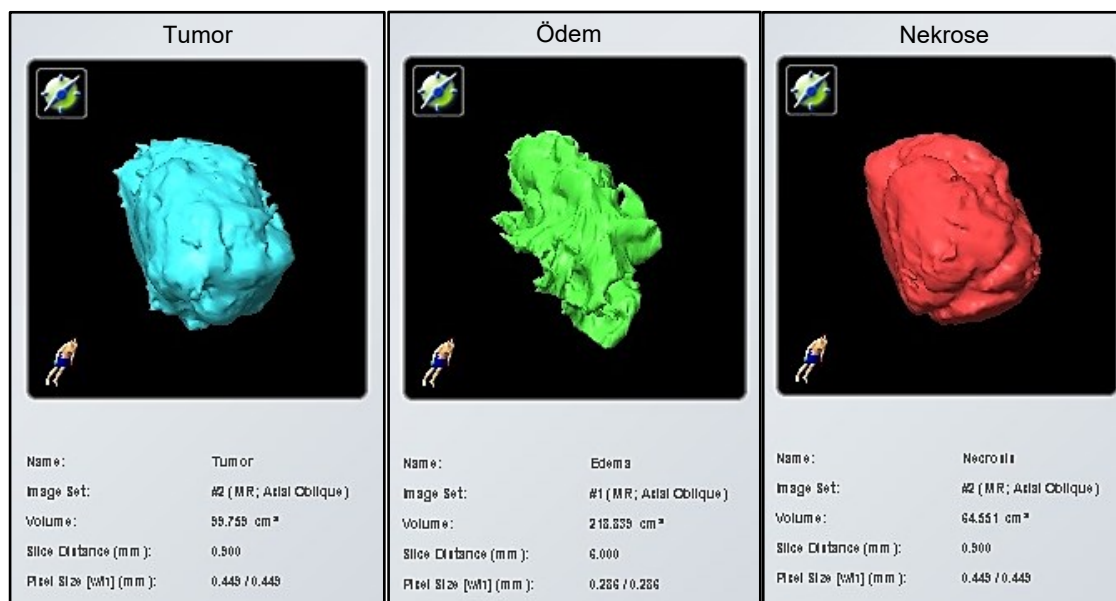 Tumor
Name: Tumor
Image Set: #2 (MR; Axial Oblique)
Volume: 99.759 cm³
Slice Distance (mm): 0.900
Pixel Size [w/h] (mm): 0.449 / 0.449
Ödem
Name: Edema
Image Set: #1 (MR; Axial Oblique)
Volume: 218.839 cm³
Slice Distance (mm): 6.000
Pixel Size [w/h] (mm): 0.286 / 0.286
Nekrose
Name: Necrosis
Image Set: #2 (MR; Axial Oblique)
Volume: 64.551 cm³
Slice Distance (mm): 0.900
Pixel Size [w/h] (mm): 0.449 / 0.449